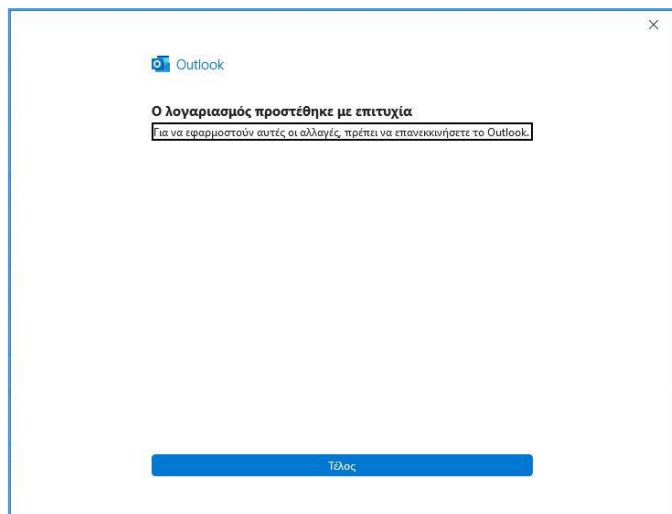 Outlook
Ο λογαριασμός προστέθηκε με επιτυχία
Για να εφαρμοστούν αυτές οι αλλαγές, πρέπει να επανεκκινήσετε το Outlook.
Τέλος